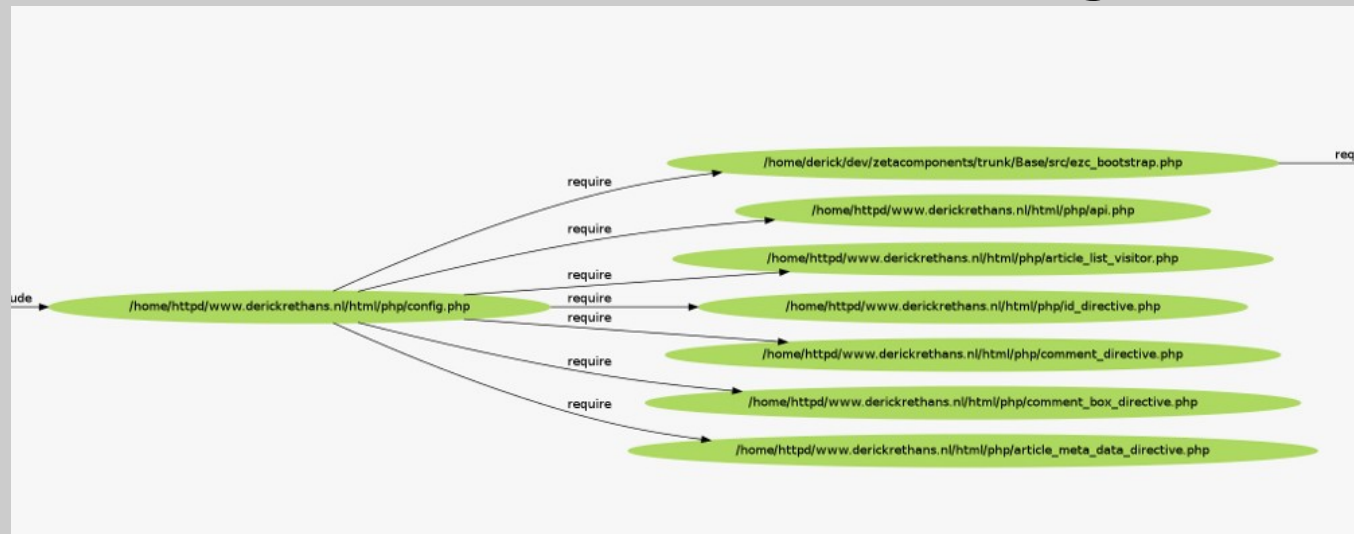 /home/derick/dev/zetacomponents/trunk/Base/src/ezc_bootstrap.php
req
require
/home/httpd/www.derickrethans.nl/html/php/api.php
require
/home/httpd/www.derickrethans.nl/html/php/article_list_visitor.php
require
ude
/home/httpd/www.derickrethans.nl/html/php/config.php
require
/home/httpd/www.derickrethans.nl/html/php/id_directive.php
require
/home/httpd/www.derickrethans.nl/html/php/comment_directive.php
require
/home/httpd/www.derickrethans.nl/html/php/comment_box_directive.php
require
/home/httpd/www.derickrethans.nl/html/php/article_meta_data_directive.php